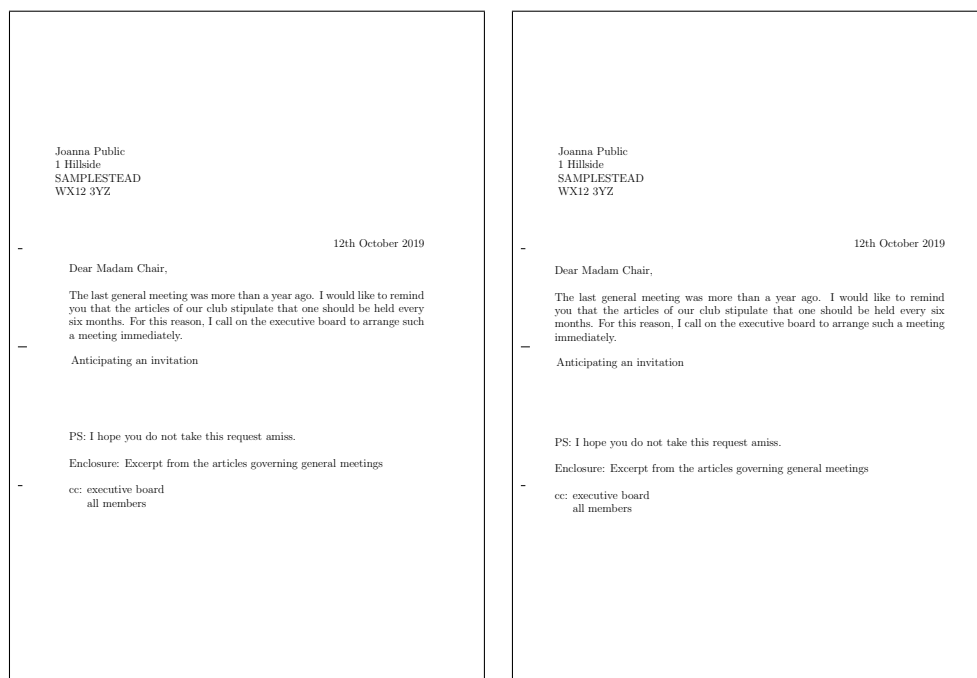 Joanna Public
1 Hillside
SAMPLESTEAD
WX12 3YZ
12th October 2019
Dear Madam Chair,
The last general meeting was more than a year ago. I would like to remind
you that the articles of our club stipulate that one should be held every
six months. For this reason, I call on the executive board to arrange such
a meeting immediately.
Anticipating an invitation
PS: I hope you do not take this request amiss.
Enclosure: Excerpt from the articles governing general meetings
cc: executive board
all members
Joanna Public
1 Hillside
SAMPLESTEAD
WX12 3YZ
12th October 2019
Dear Madam Chair,
The last general meeting was more than a year ago. I would like to remind
you that the articles of our club stipulate that one should be held every six
months. For this reason, I call on the executive board to arrange such a meeting
immediately.
Anticipating an invitation
PS: I hope you do not take this request amiss.
Enclosure: Excerpt from the articles governing general meetings
cc: executive board
all members